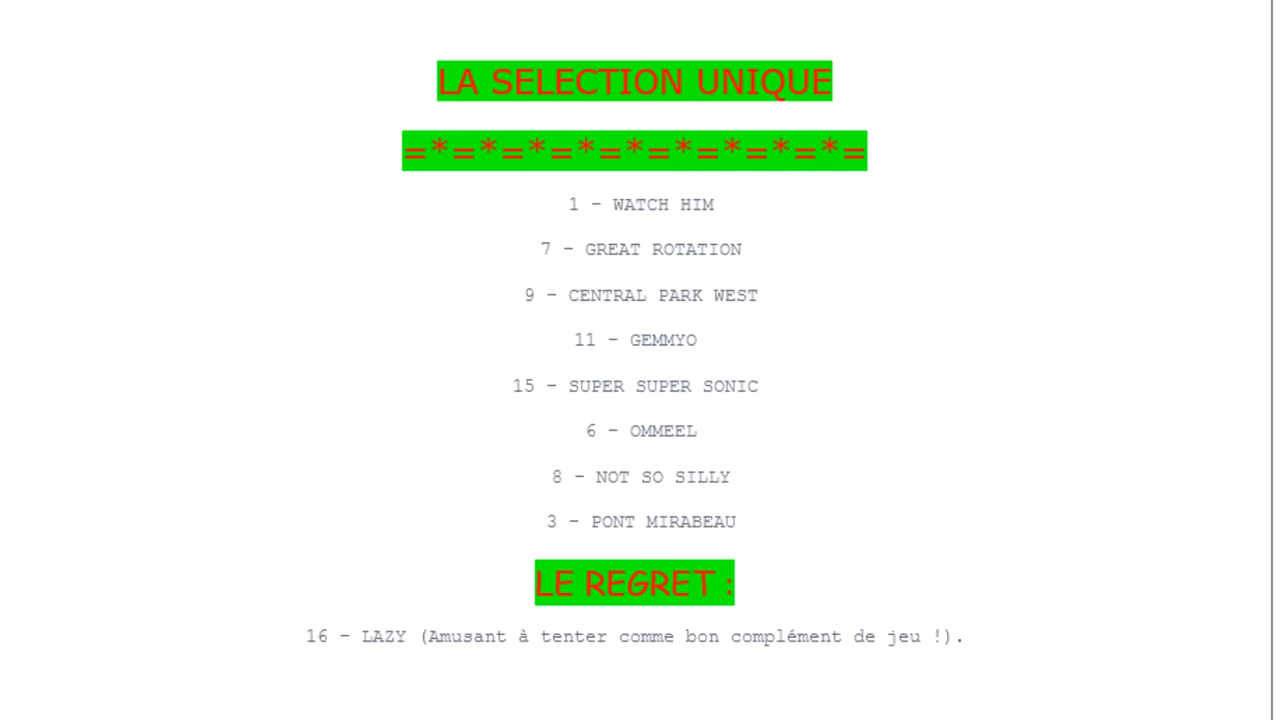 LA SELECTION UNIQUE
=*=*=*=*=*=*=*=*=*=
1 - WATCH HIM
7 - GREAT ROTATION
9 - CENTRAL PARK WEST
11 - GEMMYO
15 - SUPER SUPER SONIC
6 - OMMEEL
8 - NOT SO SILLY
3 - PONT MIRABEAU
LE REGRET :
16 - LAZY (Amusant à tenter comme bon complément de jeu !).